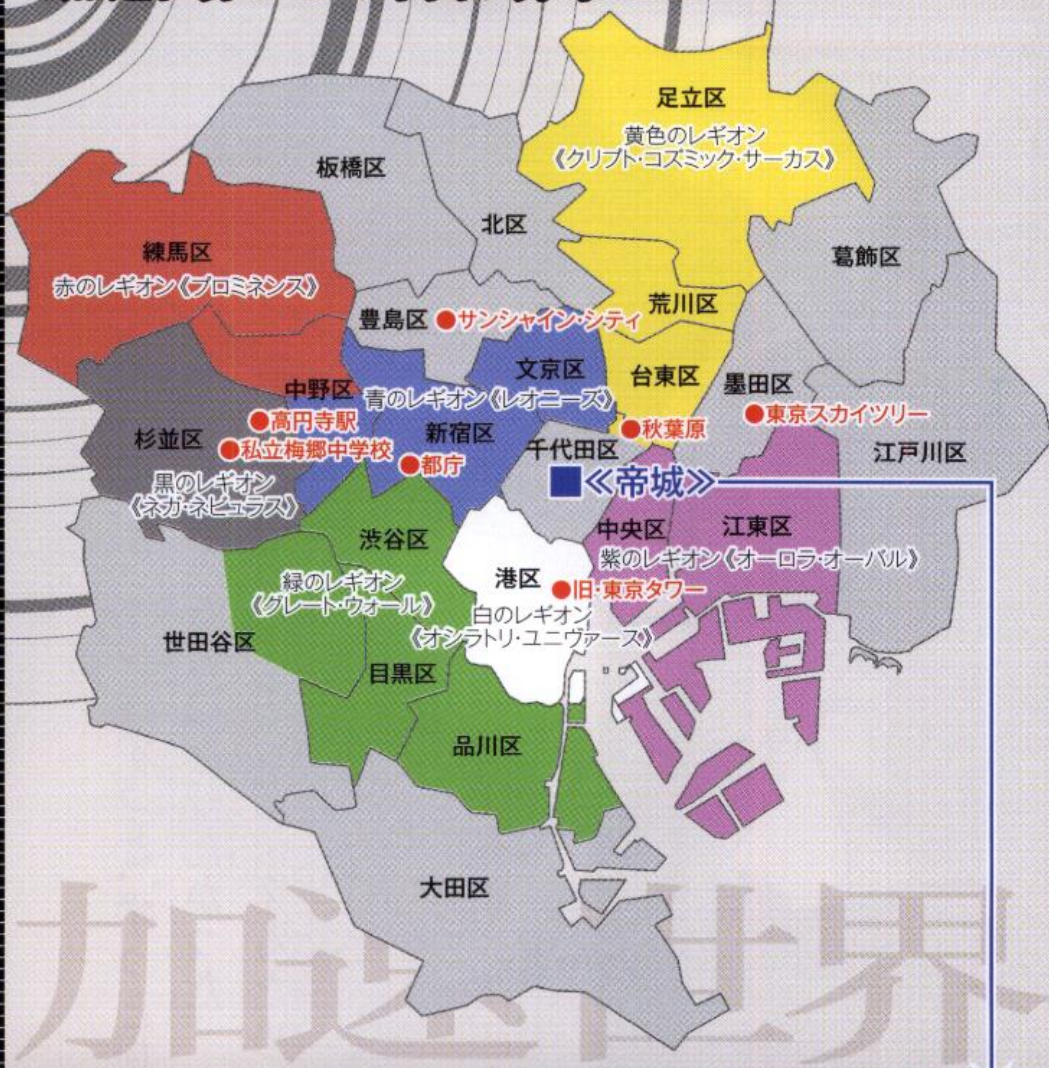 足立区
黄色のレギオン
《クリプト・コズミック・サーカス》
板橋区
北区
練馬区
赤のレギオン《プロミネンス》
葛飾区
荒川区
豊島区
●サンシャイン・シティ
文京区
台東区
墨田区
中野区
青のレギオン《レオニーズ》
●高円寺駅
●東京スカイツリー
●秋葉原
杉並区
新宿区
●私立梅郷中学校
千代田区
江戸川区
●都庁
黒のレギオン
《ネガ・ネビュラス》
■≪帝城≫
中央区
江東区
渋谷区
紫のレギオン《オーロラ・オーバル》
緑のレギオン
《グレート・ウォール》
港区
●旧・東京タワー
白のレギオン
《オシラトリ・ユニヴァース》
世田谷区
目黒区
品川区
大田区
加速世界